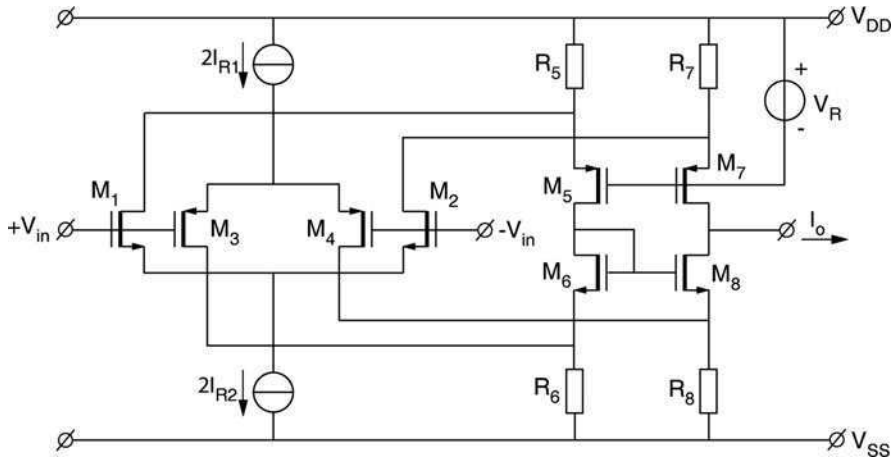 V_DD
2I_R1
R_5
R_7
+
V_R
-
M_1
M_2
M_5
M_7
+V_in
M_3
M_4
-V_in
I_o
M_6
M_8
2I_R2
R_6
R_8
V_SS